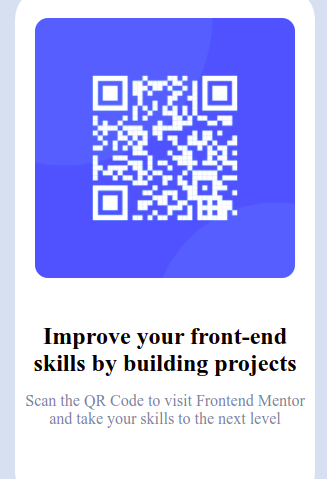 Improve your front-end
skills by building projects
Scan the QR Code to visit Frontend Mentor
and take your skills to the next level